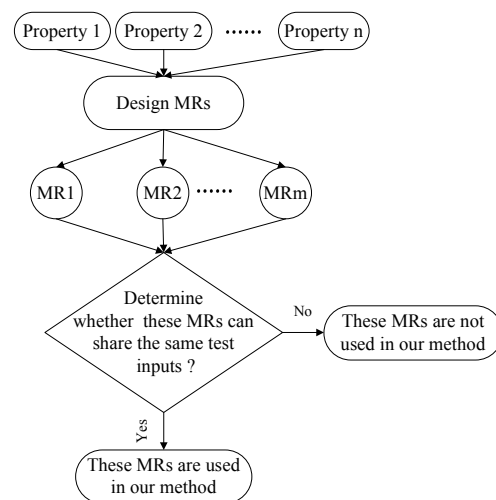 Property 1 Property 2 ...... Property n
Design MRs
MR1 MR2 ...... MRm
Determine
whether these MRs can
share the same test
inputs ?
No
These MRs are not
used in our method
Yes
These MRs are used
in our method